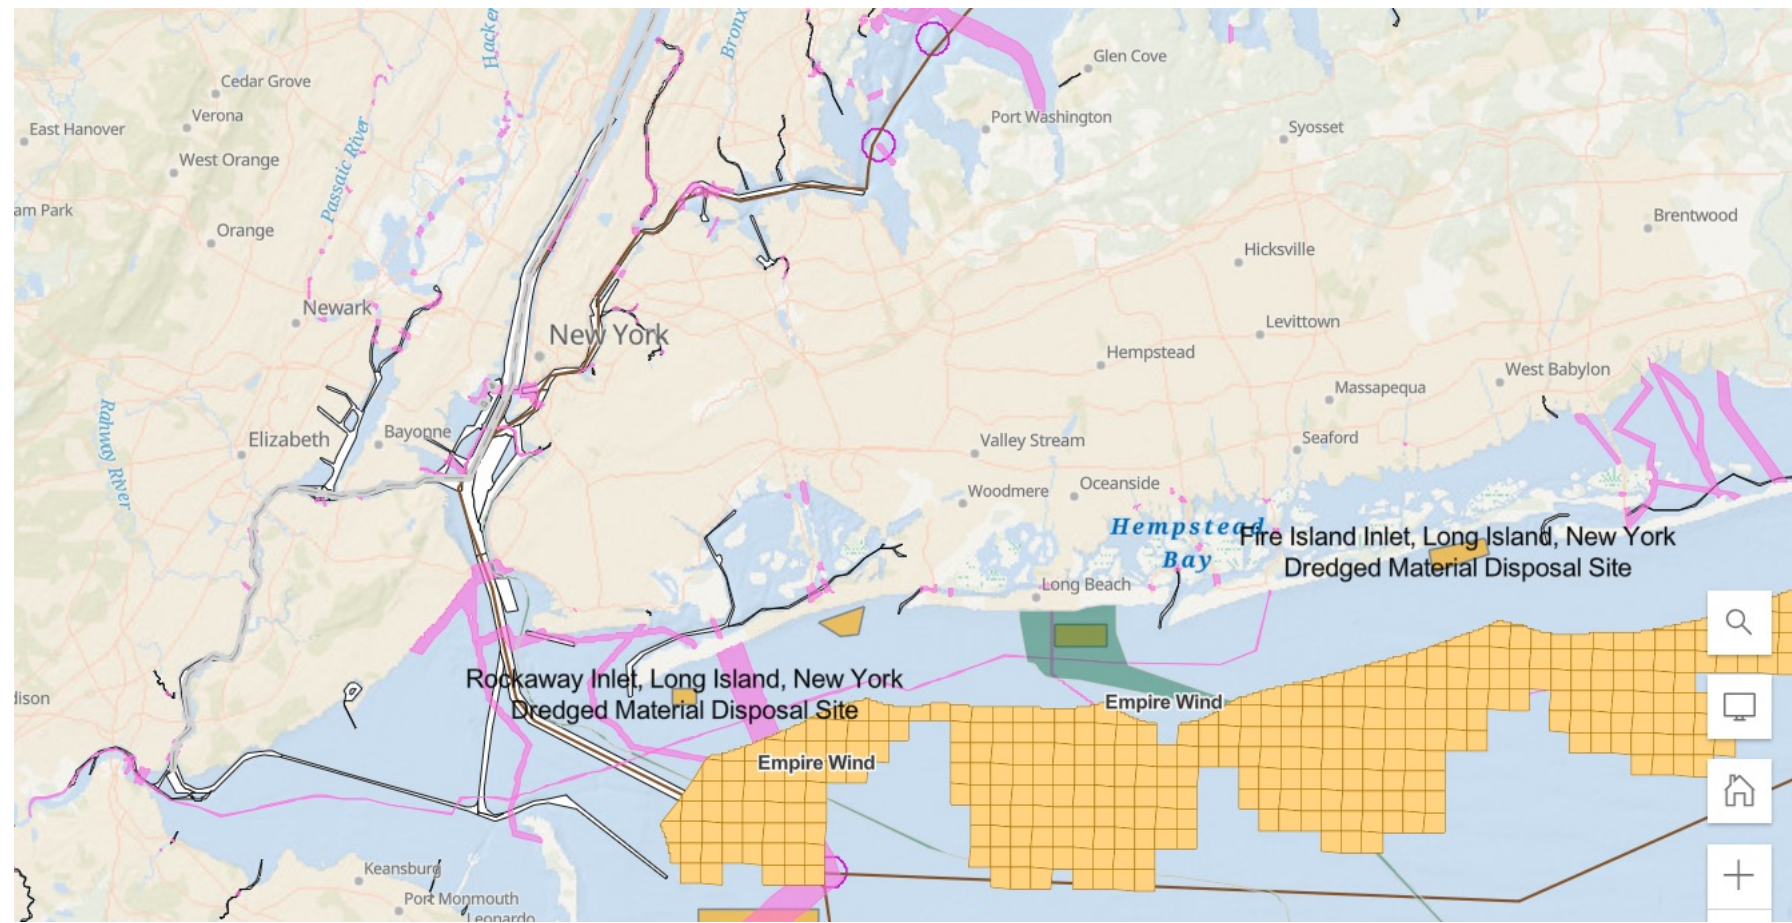 Hacke
Bronx
Glen Cove
Cedar Grove
Verona
Port Washington
East Hanover
Syosset
West Orange
Passaic River
am Park
Brentwood
Orange
Hicksville
Newark
New York
Levittown
Hempstead
West Babylon
Massapequa
Rahway River
Elizabeth
Bayonne
Valley Stream
Seaford
Woodmere
Oceanside
Hempstead
Bay
Fire Island Inlet, Long Island, New York
Dredged Material Disposal Site
Long Beach
Rockaway Inlet, Long Island, New York
Dredged Material Disposal Site
dison
Empire Wind
Empire Wind
Keansburg
Port Monmouth
Leonardo